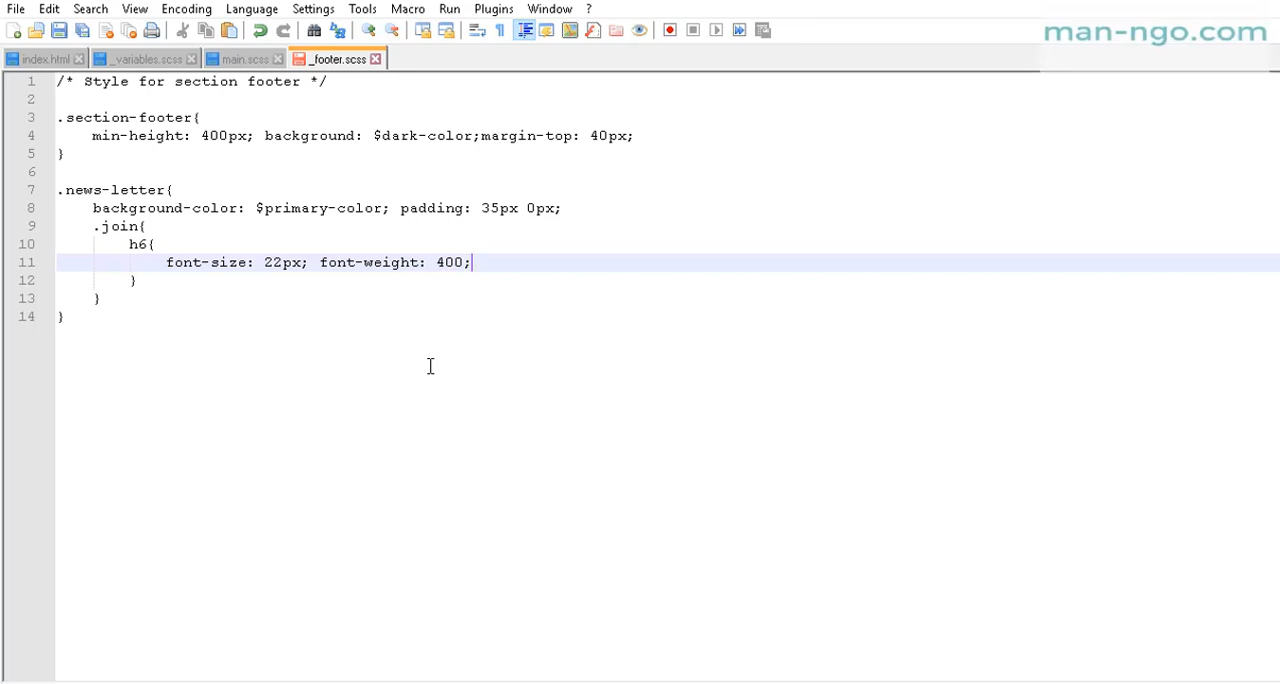 File Edit Search View Encoding Language Settings Tools Macro Run Plugins Window ?
man-ngo.com
index.html _variables.scss main.scss _footer.scss
1 /* Style for section footer */
2
3 .section-footer{
4 min-height: 400px; background: $dark-color;margin-top: 40px;
5 }
6
7 .news-letter{
8 background-color: $primary-color; padding: 35px 0px;
9 .join{
10 h6{
11 font-size: 22px; font-weight: 400;
12 }
13 }
14 }